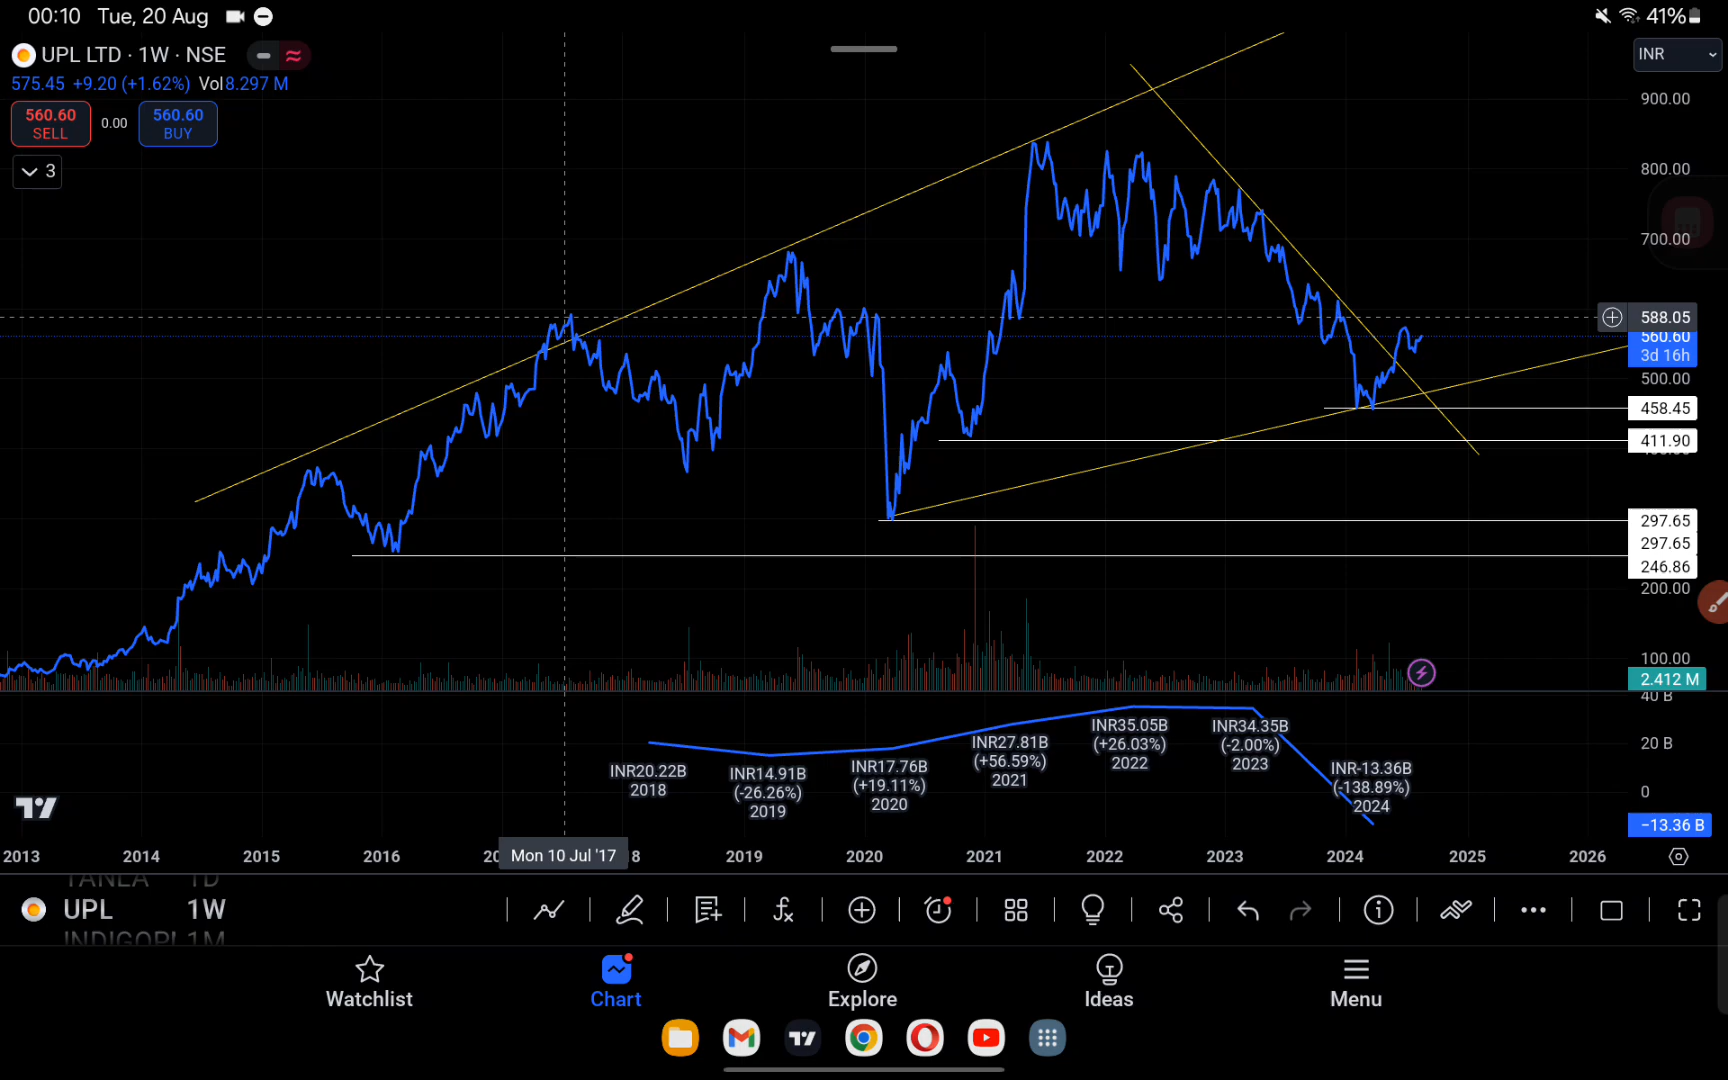 00:10 Tue, 20 Aug
41%
UPL LTD · 1W · NSE
INR
575.45 +9.20 (+1.62%) Vol8.297 M
560.60
SELL
0.00
560.60
BUY
3
900.00
800.00
700.00
588.05
560.60
3d 16h
500.00
458.45
411.90
297.65
297.65
246.86
200.00
100.00
2.412 M
40 B
20 B
0
−13.36 B
INR20.22B
2018
INR14.91B
(-26.26%)
2019
INR17.76B
(+19.11%)
2020
INR27.81B
(+56.59%)
2021
INR35.05B
(+26.03%)
2022
INR34.35B
(-2.00%)
2023
INR-13.36B
(-138.89%)
2024
2013 2014 2015 2016 Mon 10 Jul '17 8 2019 2020 2021 2022 2023 2024 2025 2026
TANLA 1D
UPL 1W
INDIGOPI 1M
Watchlist
Chart
Explore
Ideas
Menu